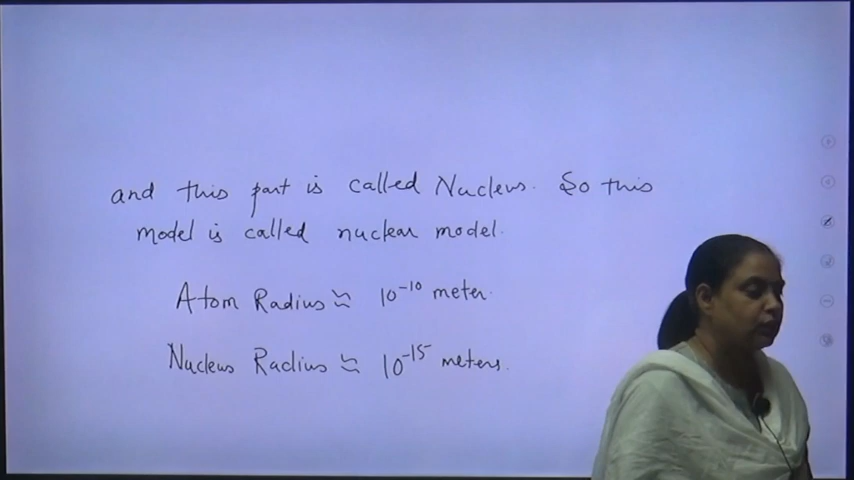 and this part is called Nucleus. So this
model is called nuclear model.
Atom Radius ≈ 10⁻¹⁰ meter.
Nucleus Radius ≈ 10⁻¹⁵ meters.